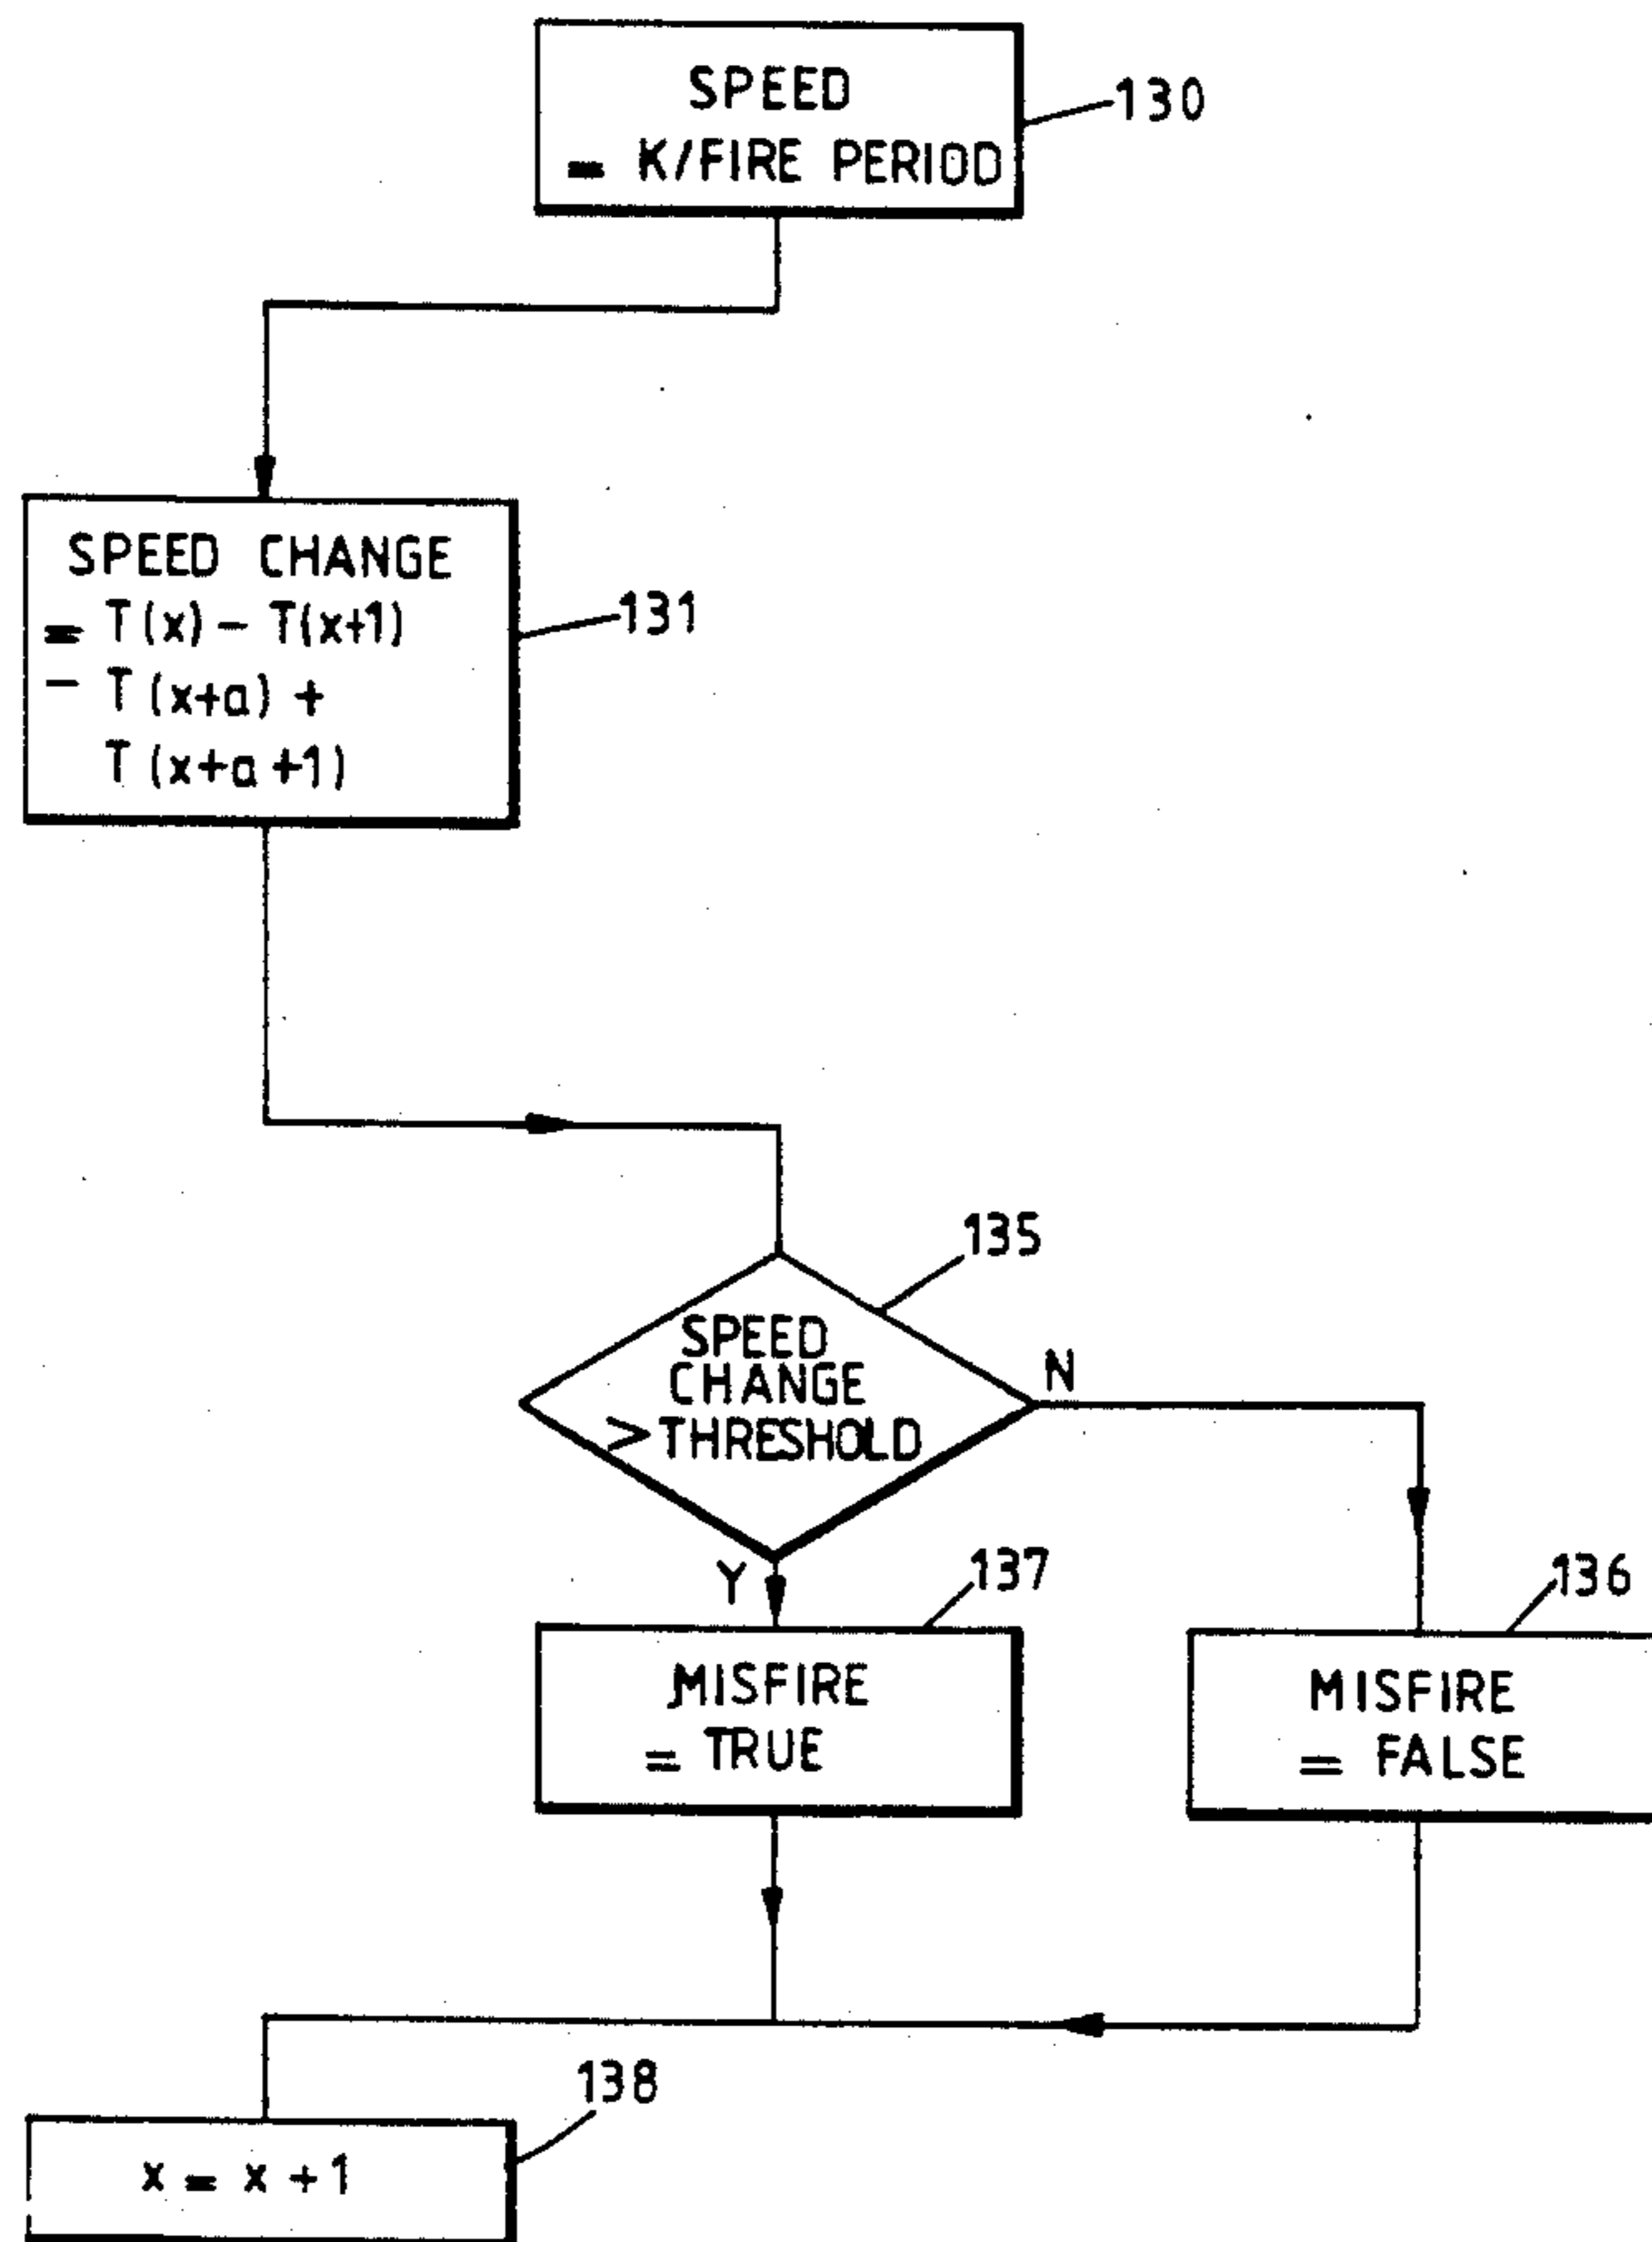 SPEED
= K/FIRE PERIOD
130
SPEED CHANGE
= T(x) - T(x+1)
- T(x+a) +
T(x+a+1)
131
135
SPEED
CHANGE
>THRESHOLD
N
Y
137
136
MISFIRE
= TRUE
MISFIRE
= FALSE
138
x = x + 1